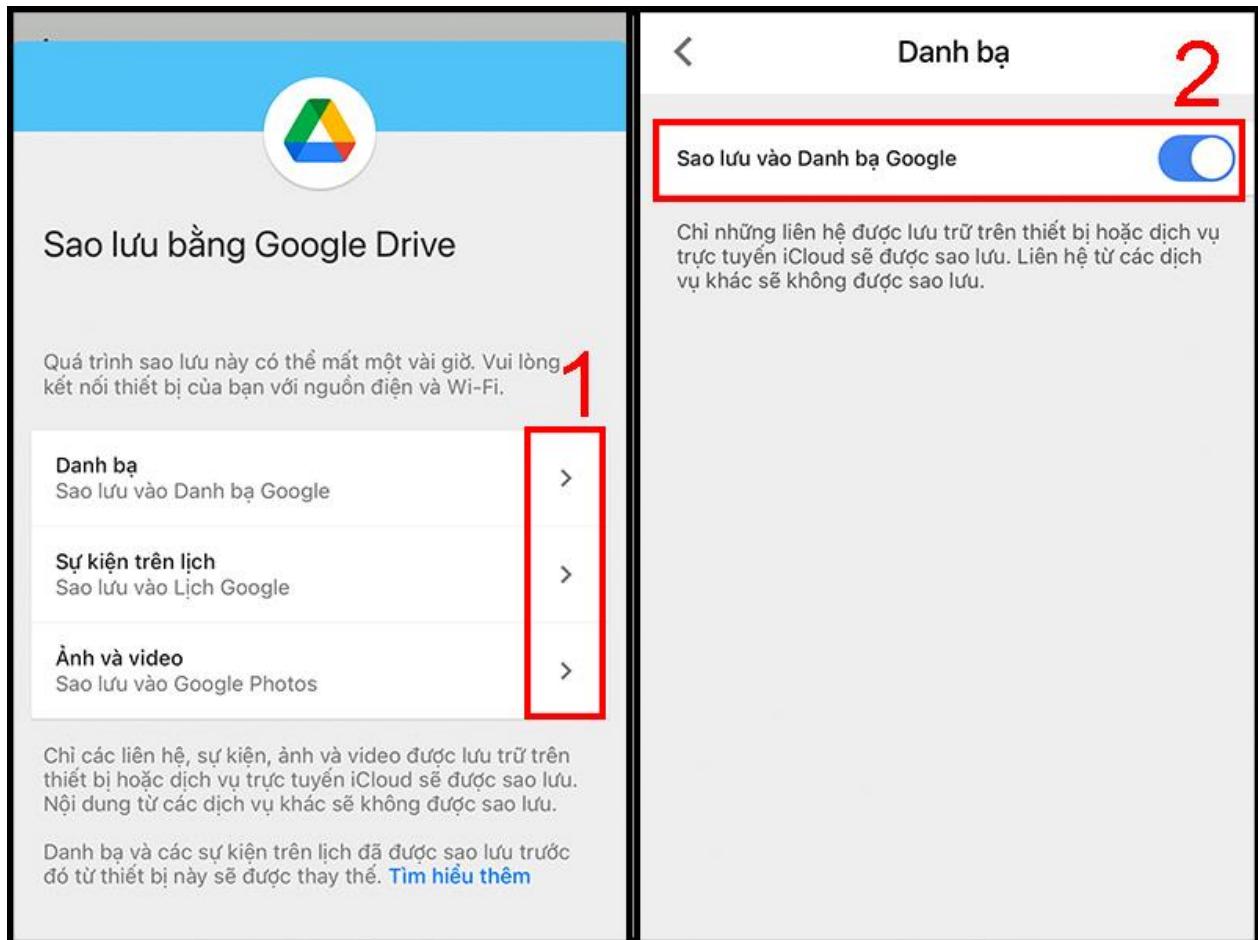 Sao lưu bằng Google Drive
Quá trình sao lưu này có thể mất một vài giờ. Vui lòng
kết nối thiết bị của bạn với nguồn điện và Wi-Fi.
1
Danh bạ
Sao lưu vào Danh bạ Google
Sự kiện trên lịch
Sao lưu vào Lịch Google
Ảnh và video
Sao lưu vào Google Photos
Chỉ các liên hệ, sự kiện, ảnh và video được lưu trữ trên
thiết bị hoặc dịch vụ trực tuyến iCloud sẽ được sao lưu.
Nội dung từ các dịch vụ khác sẽ không được sao lưu.
Danh bạ và các sự kiện trên lịch đã được sao lưu trước
đó từ thiết bị này sẽ được thay thế. Tìm hiểu thêm
Danh bạ
2
Sao lưu vào Danh bạ Google
Chỉ những liên hệ được lưu trữ trên thiết bị hoặc dịch vụ
trực tuyến iCloud sẽ được sao lưu. Liên hệ từ các dịch
vụ khác sẽ không được sao lưu.